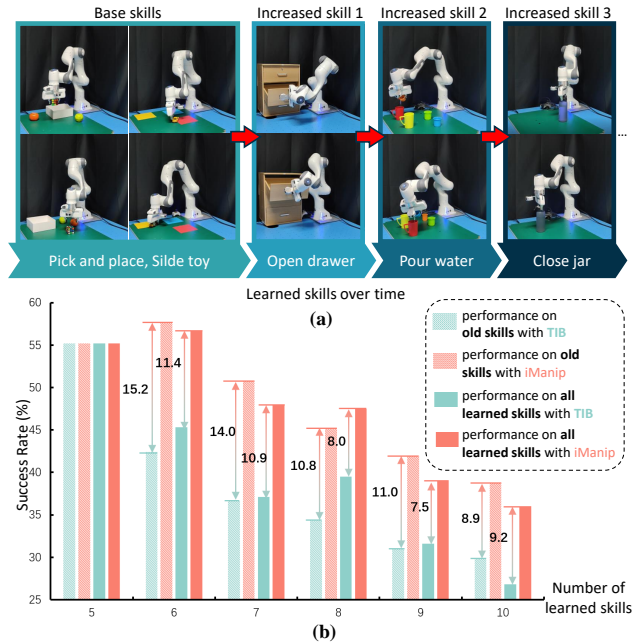 Base skills
Increased skill 1
Increased skill 2
Increased skill 3
...
Pick and place, Silde toy
Open drawer
Pour water
Close jar
Learned skills over time
(a)
performance on
old skills with TIB
performance on old
skills with iManip
performance on all
learned skills with TIB
performance on all
learned skills with iManip
Success Rate (%)
60
55
50
45
40
35
30
25
15.2
11.4
14.0
10.9
10.8
8.0
11.0
7.5
8.9
9.2
5
6
7
8
9
10
Number of
learned skills
(b)